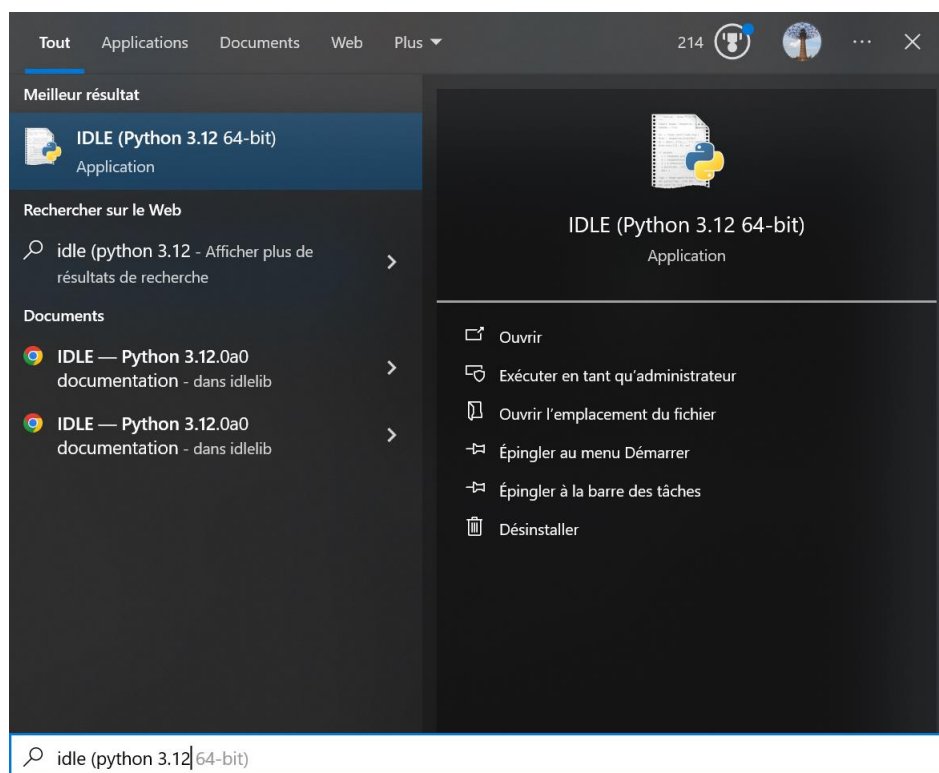 Tout Applications Documents Web Plus 214
Meilleur résultat
IDLE (Python 3.12 64-bit)
Application
Rechercher sur le Web
idle (python 3.12 - Afficher plus de
résultats de recherche
Documents
IDLE — Python 3.12.0a0
documentation - dans idlelib
IDLE — Python 3.12.0a0
documentation - dans idlelib
IDLE (Python 3.12 64-bit)
Application
Ouvrir
Exécuter en tant qu’administrateur
Ouvrir l’emplacement du fichier
Épingler au menu Démarrer
Épingler à la barre des tâches
Désinstaller
idle (python 3.12 64-bit)